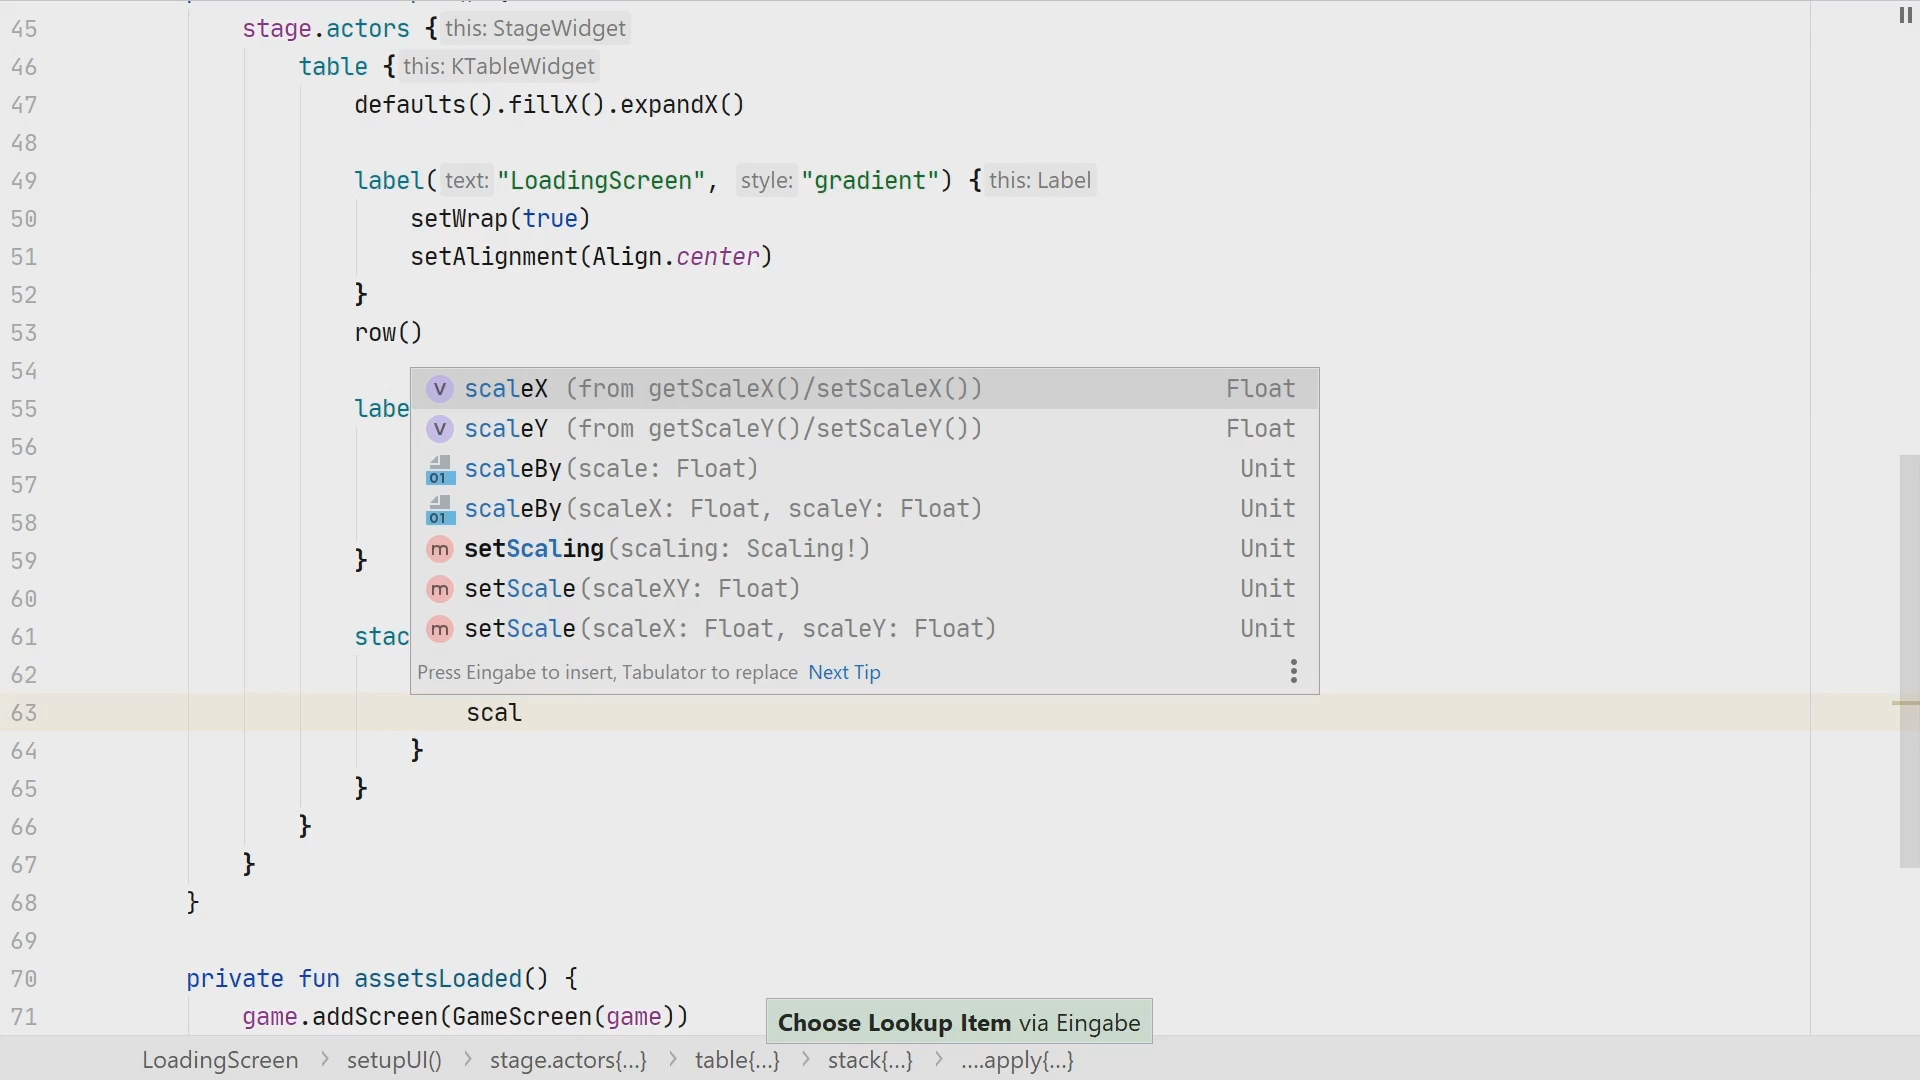 45 stage.actors { this: StageWidget
46 table { this: KTableWidget
47 defaults().fillX().expandX()
48
49 label( text: "LoadingScreen", style: "gradient") { this: Label
50 setWrap(true)
51 setAlignment(Align.center)
52 }
53 row()
54
scaleX (from getScaleX()/setScaleX()) Float
55 labe
scaleY (from getScaleY()/setScaleY()) Float
56
scaleBy(scale: Float) Unit
57
scaleBy(scaleX: Float, scaleY: Float) Unit
58
setScaling(scaling: Scaling!) Unit
59 }
setScale(scaleXY: Float) Unit
60
setScale(scaleX: Float, scaleY: Float) Unit
61 stac
62
Press Eingabe to insert, Tabulator to replace Next Tip
63 scal
64 }
65 }
66 }
67 }
68 }
69
70 private fun assetsLoaded() {
71 game.addScreen(GameScreen(game))
Choose Lookup Item via Eingabe
LoadingScreen > setupUI() > stage.actors{...} > table{...} > stack{...} > ....apply{...}